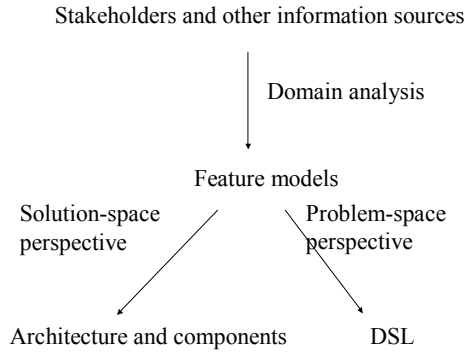 Stakeholders and other information sources
Domain analysis
Feature models
Solution-space
perspective
Problem-space
perspective
Architecture and components
DSL